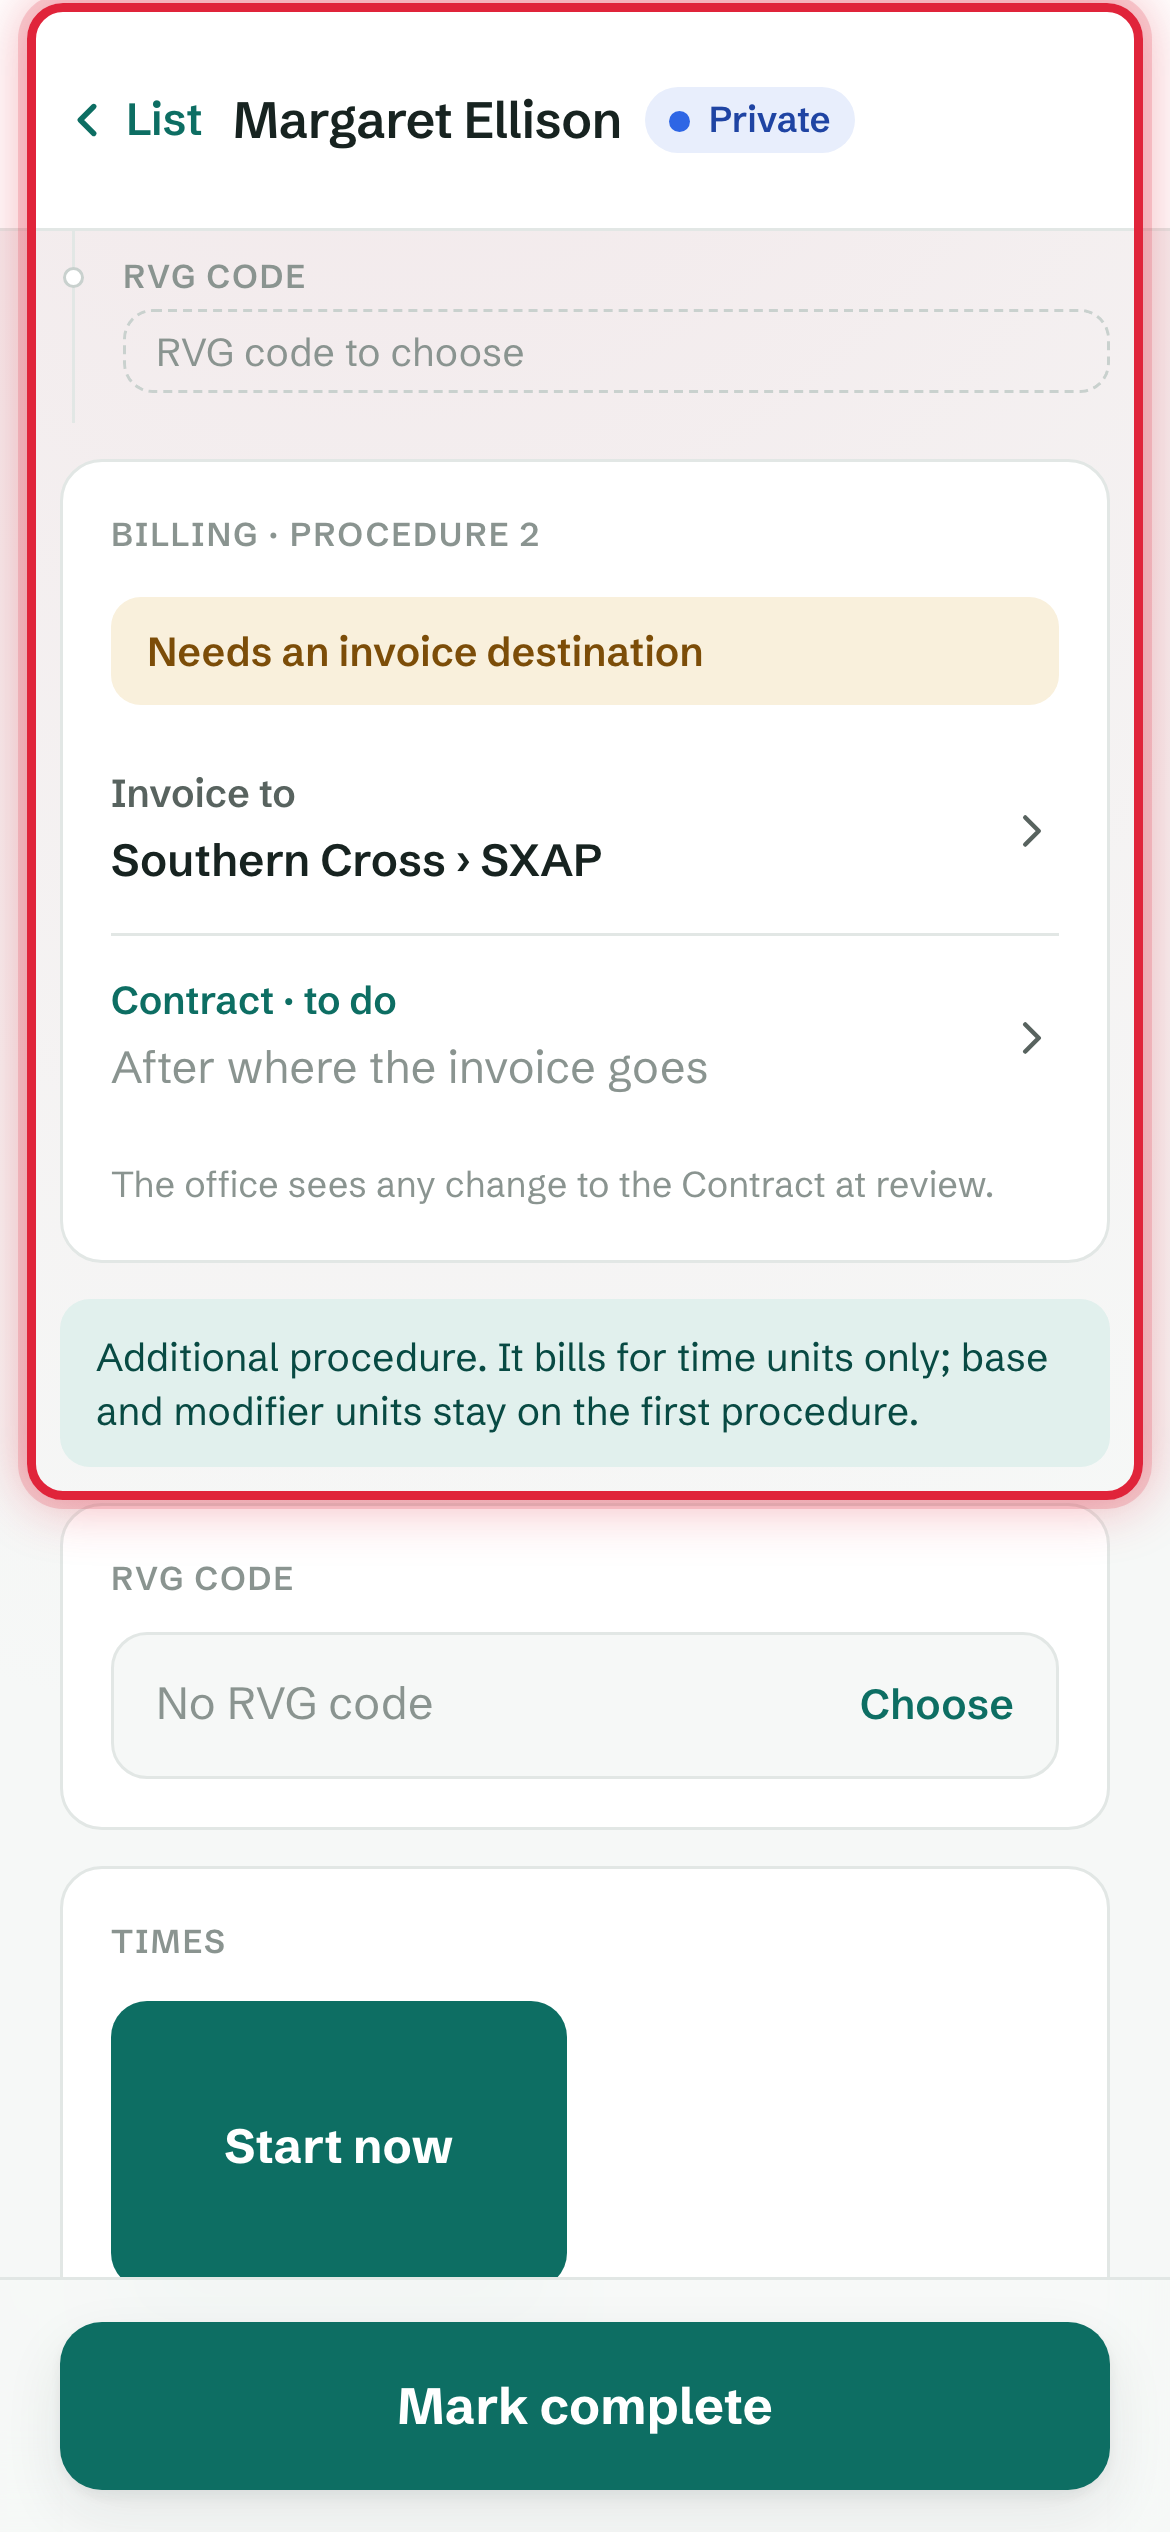 List Margaret Ellison Private
RVG CODE
RVG code to choose
BILLING · PROCEDURE 2
Needs an invoice destination
Invoice to
Southern Cross › SXAP
Contract · to do
After where the invoice goes
The office sees any change to the Contract at review.
Additional procedure. It bills for time units only; base
and modifier units stay on the first procedure.
RVG CODE
No RVG code Choose
TIMES
Start now
Mark complete